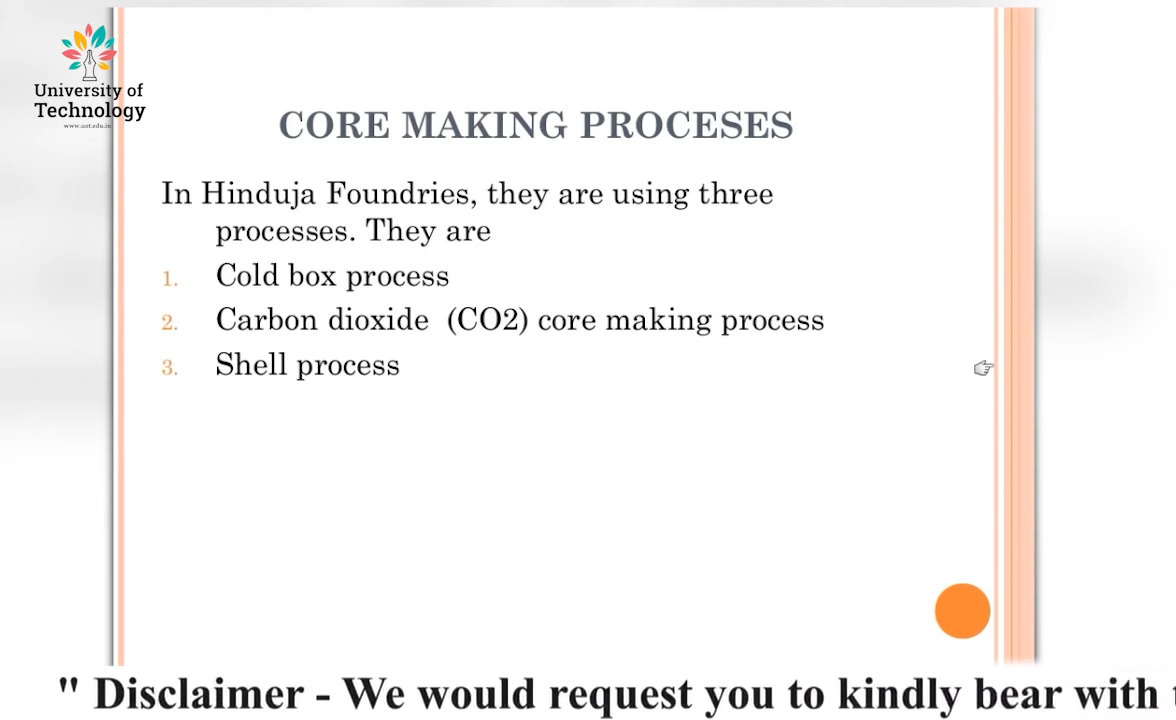 University of
Technology
www.uot.edu.in
CORE MAKING PROCESES
In Hinduja Foundries, they are using three
processes. They are
1. Cold box process
2. Carbon dioxide (CO2) core making process
3. Shell process
" Disclaimer - We would request you to kindly bear with